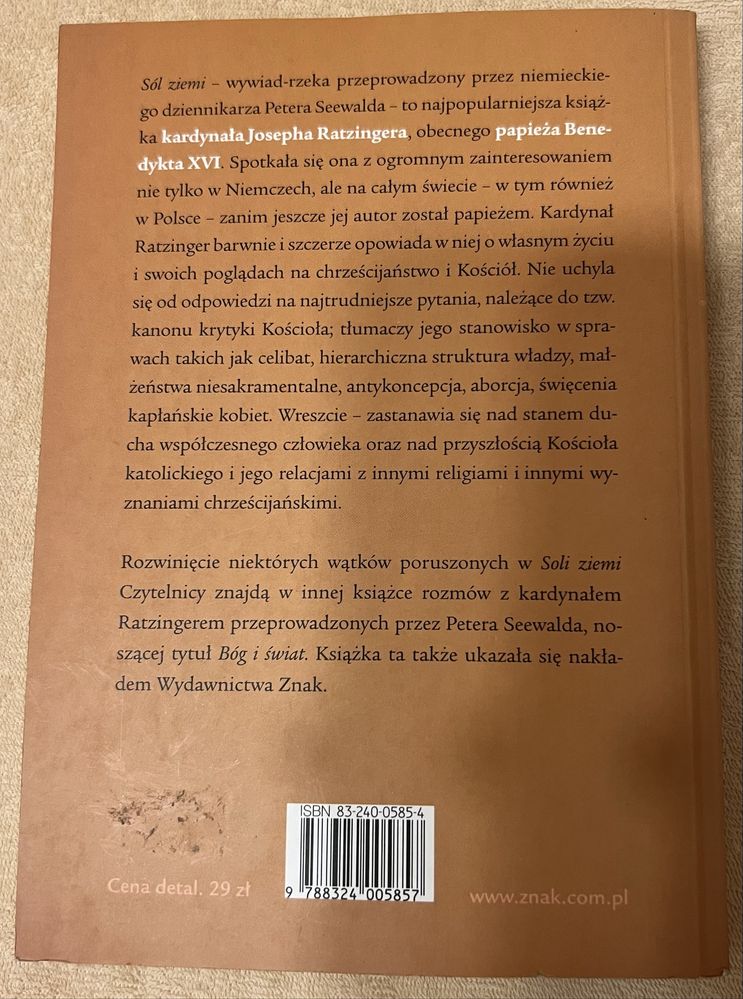 Sól ziemi – wywiad-rzeka przeprowadzony przez niemieckie-
go dziennikarza Petera Seewalda – to najpopularniejsza książ-
ka kardynała Josepha Ratzingera, obecnego papieża Bene-
dykta XVI. Spotkała się ona z ogromnym zainteresowaniem
nie tylko w Niemczech, ale na całym świecie – w tym również
w Polsce – zanim jeszcze jej autor został papieżem. Kardynał
Ratzinger barwnie i szczerze opowiada w niej o własnym życiu
i swoich poglądach na chrześcijaństwo i Kościół. Nie uchyla
się od odpowiedzi na najtrudniejsze pytania, należące do tzw.
kanonu krytyki Kościoła; tłumaczy jego stanowisko w spra-
wach takich jak celibat, hierarchiczna struktura władzy, mał-
żeństwa niesakramentalne, antykoncepcja, aborcja, święcenia
kapłańskie kobiet. Wreszcie – zastanawia się nad stanem du-
cha współczesnego człowieka oraz nad przyszłością Kościoła
katolickiego i jego relacjami z innymi religiami i innymi wy-
znaniami chrześcijańskimi.
Rozwinięcie niektórych wątków poruszonych w Soli ziemi
Czytelnicy znajdą w innej książce rozmów z kardynałem
Ratzingerem przeprowadzonych przez Petera Seewalda, no-
szącej tytuł Bóg i świat. Książka ta także ukazała się nakła-
dem Wydawnictwa Znak.
ISBN 83-240-0585-4
9 788324 005857
Cena detal. 29 zł
www.znak.com.pl